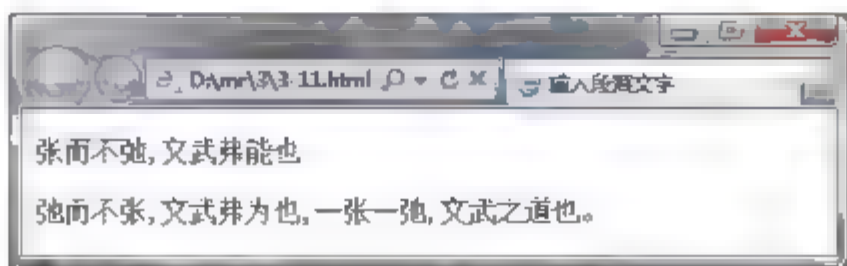 D:\mr\3\3-11.html 输入段落文字
张而不弛,文武弗能也
弛而不张,文武弗为也,一张一弛,文武之道也。